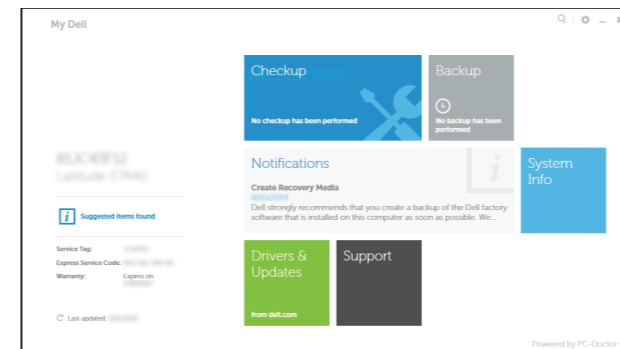 My Dell
Checkup
No checkup has been performed
Backup
No backup has been
performed
Notifications
Create Recovery Media
Dell strongly recommends that you create a backup of the Dell factory
software that is installed on this computer as soon as possible. We...
System
Info
Suggested items found
Service Tag:
Express Service Code:
Warranty: Expires on
Last updated:
Drivers &
Updates
from dell.com
Support
Powered by PC-Doctor